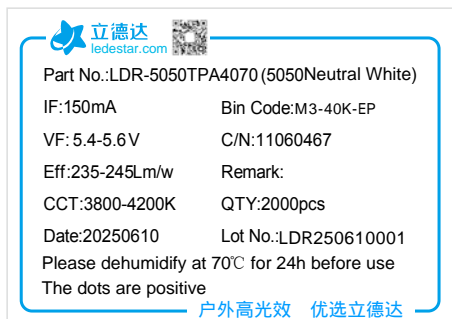 立德达
ledestar.com
Part No.:LDR-5050TPA4070(5050Neutral White)
IF:150mA Bin Code:M3-40K-EP
VF: 5.4-5.6V C/N:11060467
Eff:235-245Lm/w Remark:
CCT:3800-4200K QTY:2000pcs
Date:20250610 Lot No.:LDR250610001
Please dehumidify at 70℃ for 24h before use
The dots are positive
户外高光效 优选立德达